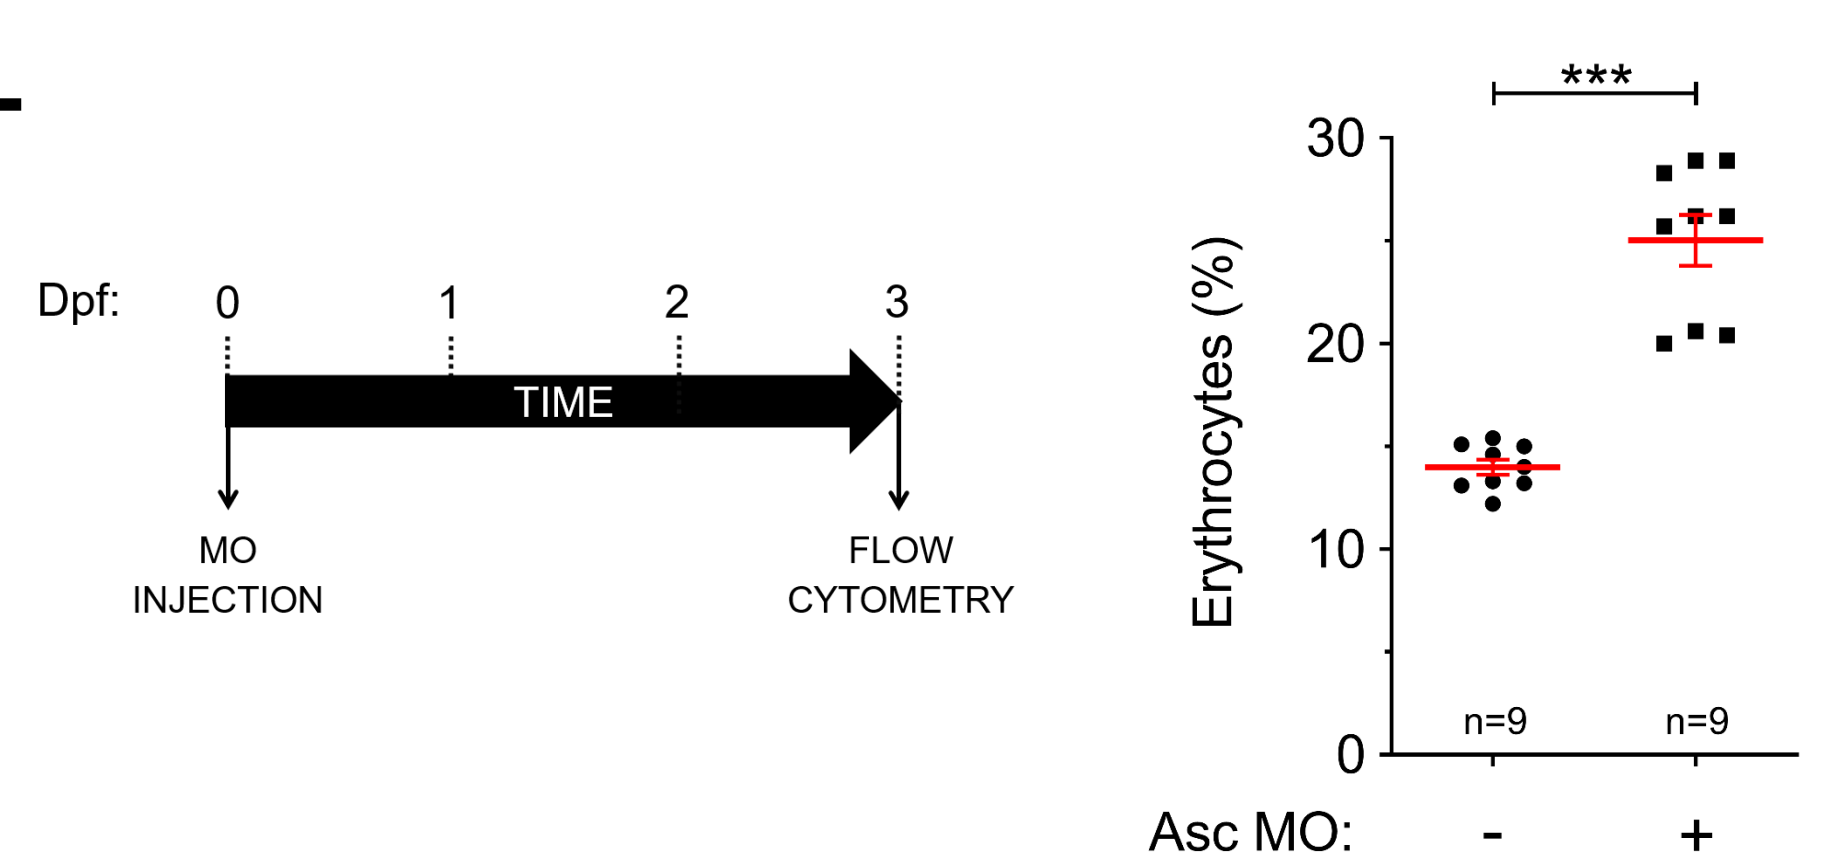 Dpf: 0 1 2 3
TIME
MO
INJECTION
FLOW
CYTOMETRY
***
Erythrocytes (%)
30
20
10
0
n=9 n=9
Asc MO: - +